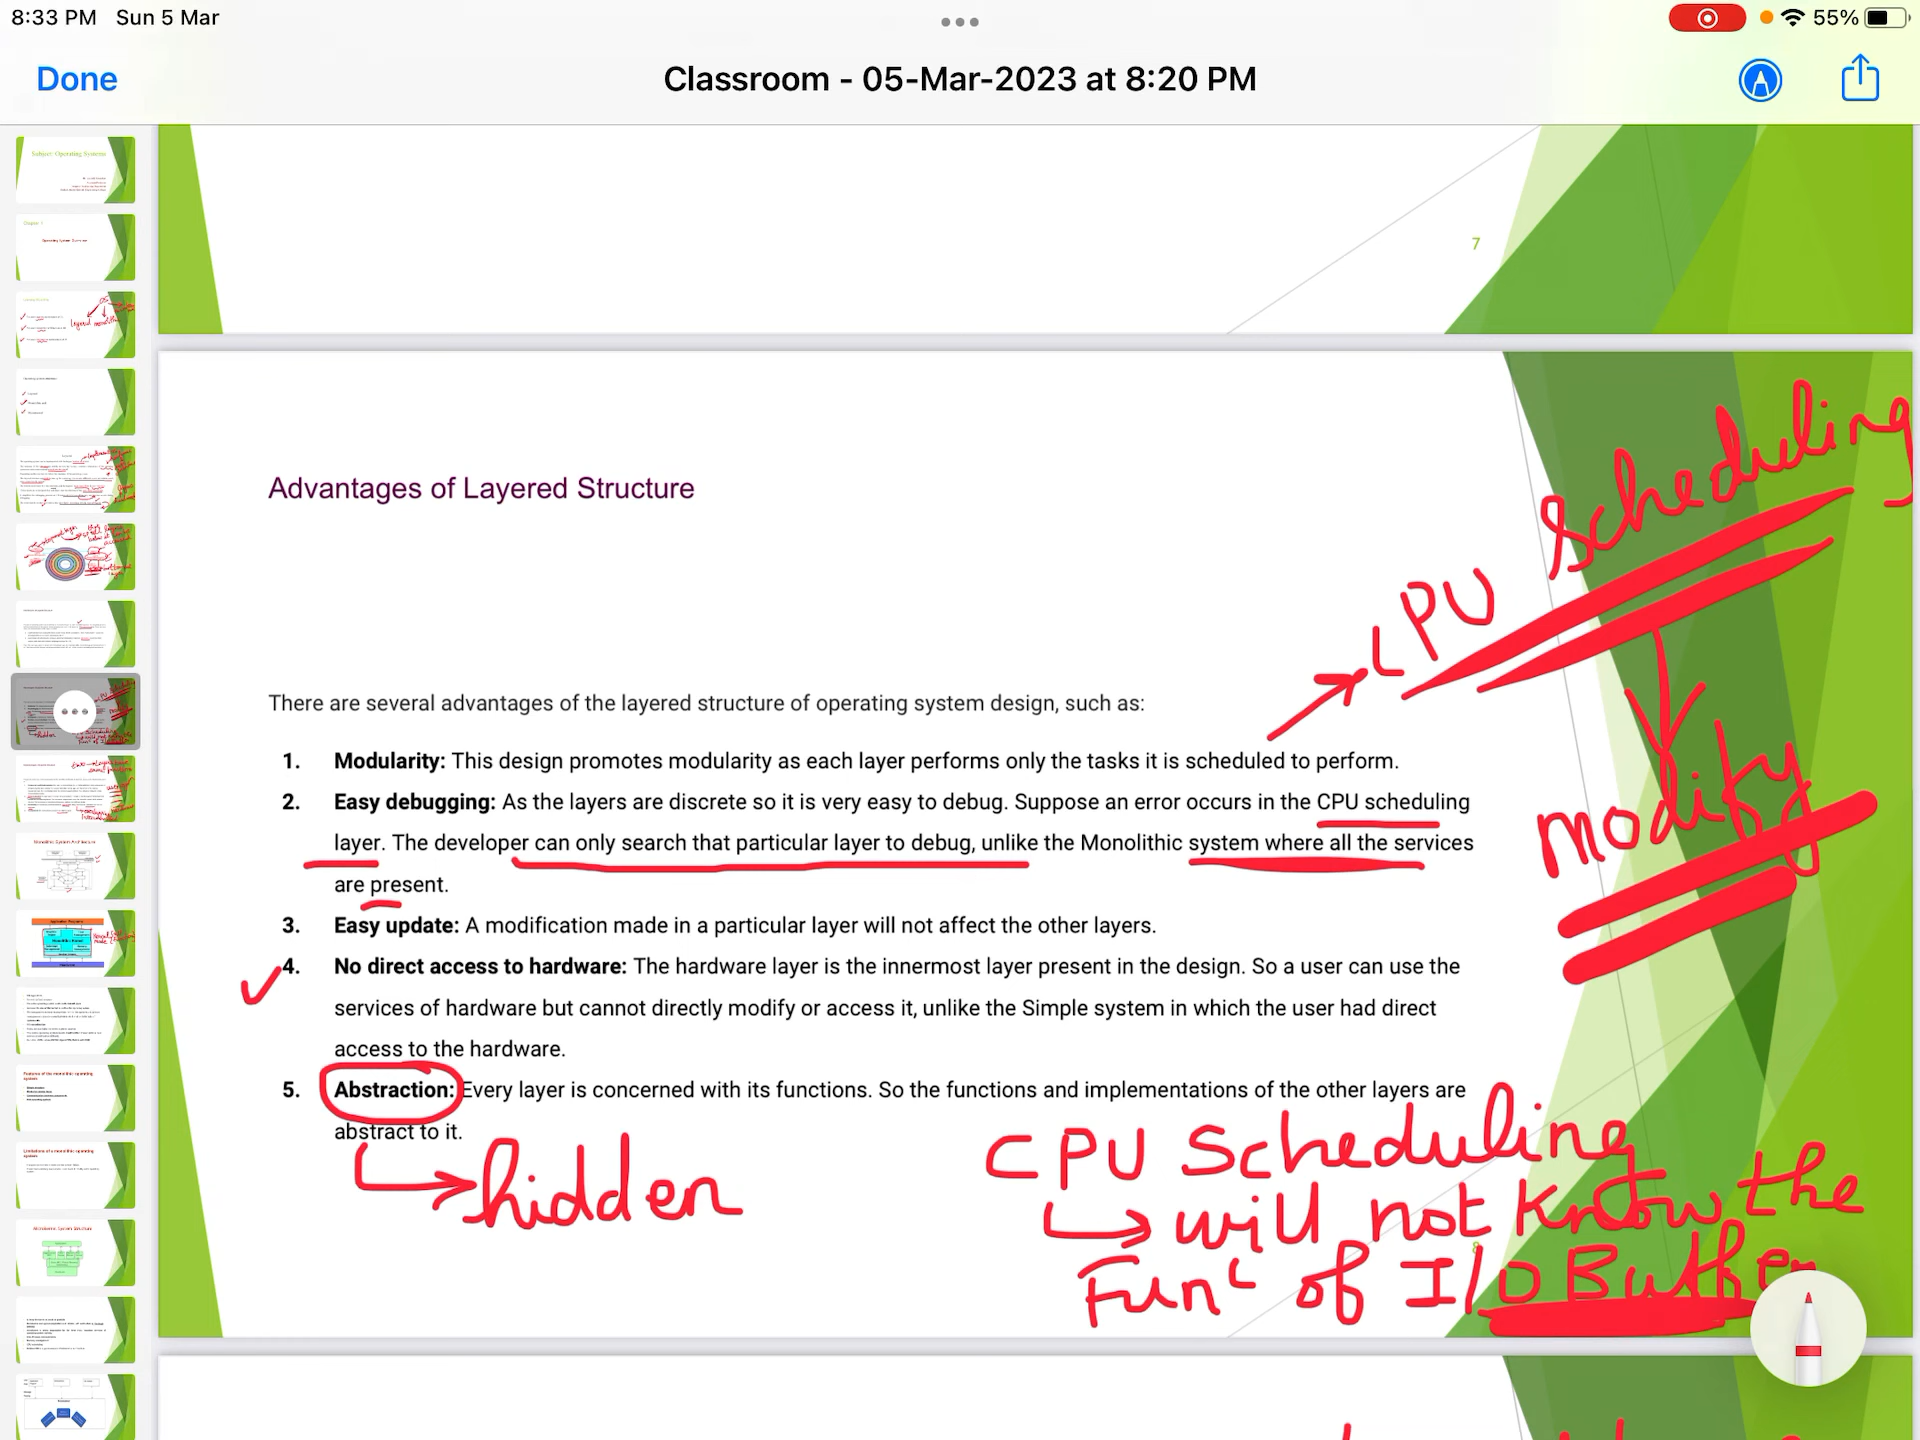 8:33 PM Sun 5 Mar
55%
Done
Classroom - 05-Mar-2023 at 8:20 PM
Subject: Operating Systems
7
Advantages of Layered Structure
CPU Scheduling
modify
There are several advantages of the layered structure of operating system design, such as:
1. Modularity: This design promotes modularity as each layer performs only the tasks it is scheduled to perform.
2. Easy debugging: As the layers are discrete so it is very easy to debug. Suppose an error occurs in the CPU scheduling
layer. The developer can only search that particular layer to debug, unlike the Monolithic system where all the services
are present.
3. Easy update: A modification made in a particular layer will not affect the other layers.
4. No direct access to hardware: The hardware layer is the innermost layer present in the design. So a user can use the
services of hardware but cannot directly modify or access it, unlike the Simple system in which the user had direct
access to the hardware.
5. Abstraction: Every layer is concerned with its functions. So the functions and implementations of the other layers are
abstract to it.
hidden
CPU Scheduling
will not know the
Func of I/O Buffer
8